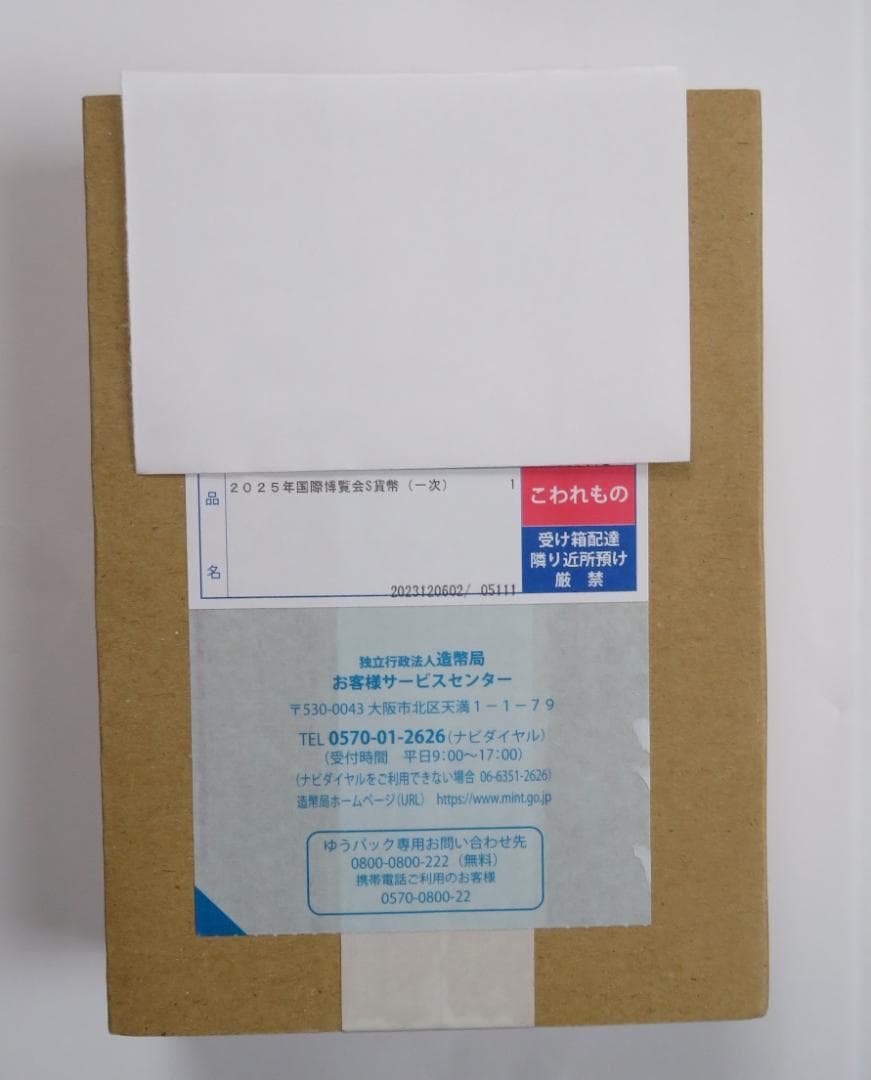 品名
２０２５年国際博覧会S貨幣（一次） 1
こわれもの
受け箱配達
隣り近所預け
厳　禁
2023120602/ 05111
独立行政法人造幣局
お客様サービスセンター
〒530-0043 大阪市北区天満１－１－７９
TEL 0570-01-2626(ナビダイヤル)
(受付時間　平日9:00～17:00)
(ナビダイヤルをご利用できない場合 06-6351-2626)
造幣局ホームページ(URL)　https://www.mint.go.jp
ゆうパック専用お問い合わせ先
0800-0800-222（無料）
携帯電話ご利用のお客様
0570-0800-22